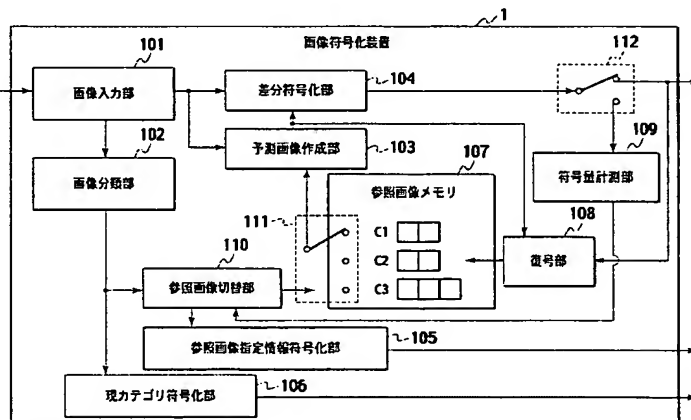 1
画像符号化装置
101
画像入力部
104
差分符号化部
112
102
画像分類部
予測画像作成部
103
107
参照画像メモリ
109
符号量計測部
111
C1
C2
C3
108
復号部
110
参照画像切替部
参照画像指定情報符号化部
105
現カテゴリ符号化部
106